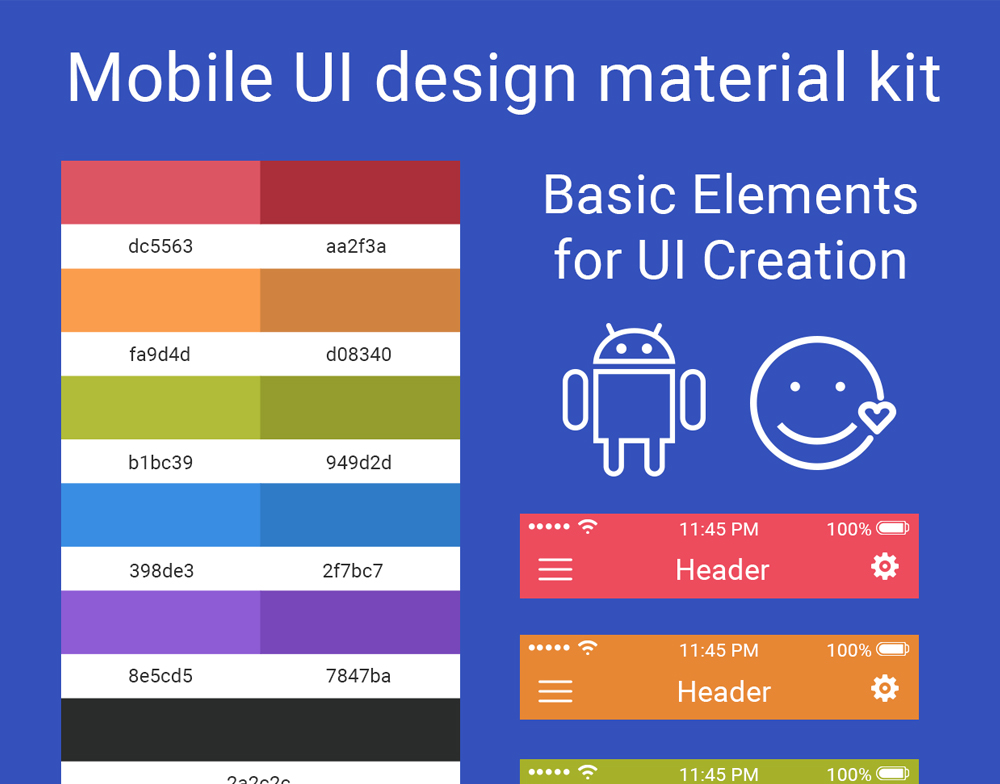 Mobile UI design material kit
dc5563 aa2f3a
fa9d4d d08340
b1bc39 949d2d
398de3 2f7bc7
8e5cd5 7847ba
2a2c2c
Basic Elements
for UI Creation
11:45 PM 100%
Header
11:45 PM 100%
Header
11:45 PM 100%